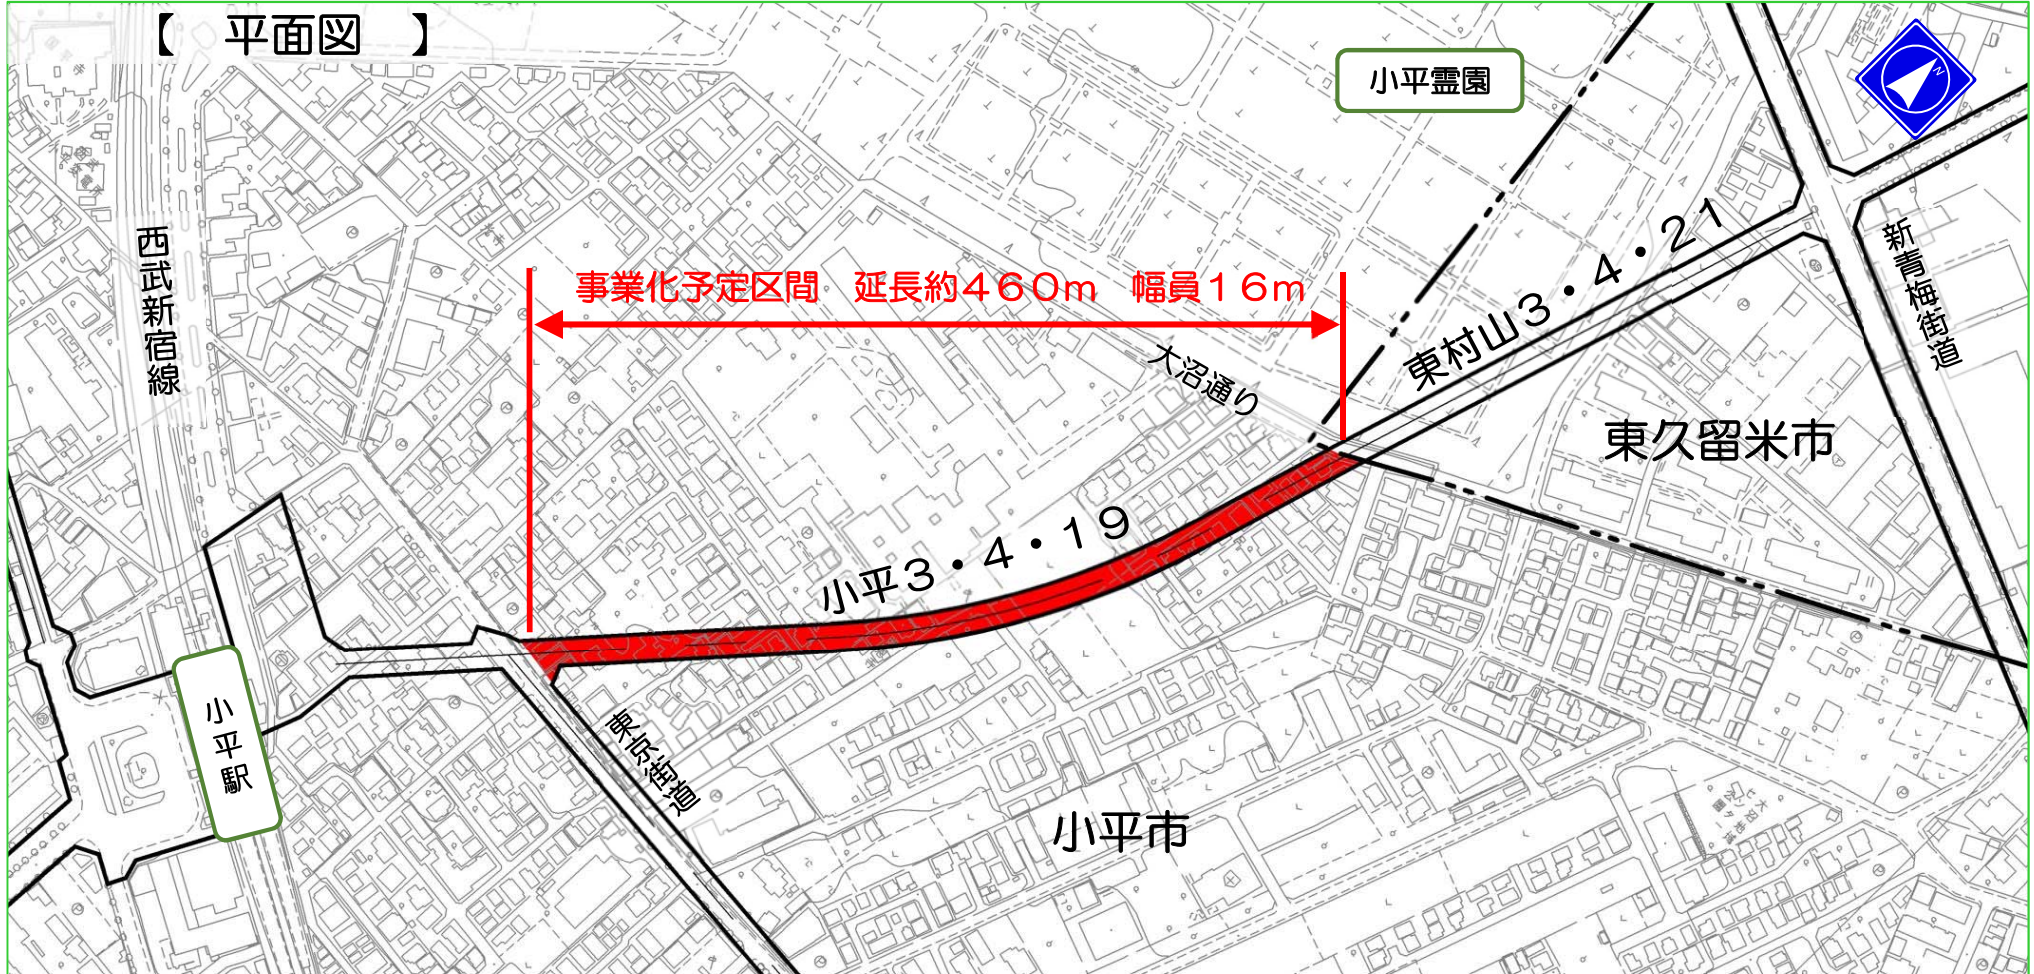 【 平面図 】
小平霊園
N
西武新宿線
事業化予定区間 延長約460m 幅員16m
東村山3・4・21
新青梅街道
大沼通り
東久留米市
小平3・4・19
小平駅
東京街道
小平市